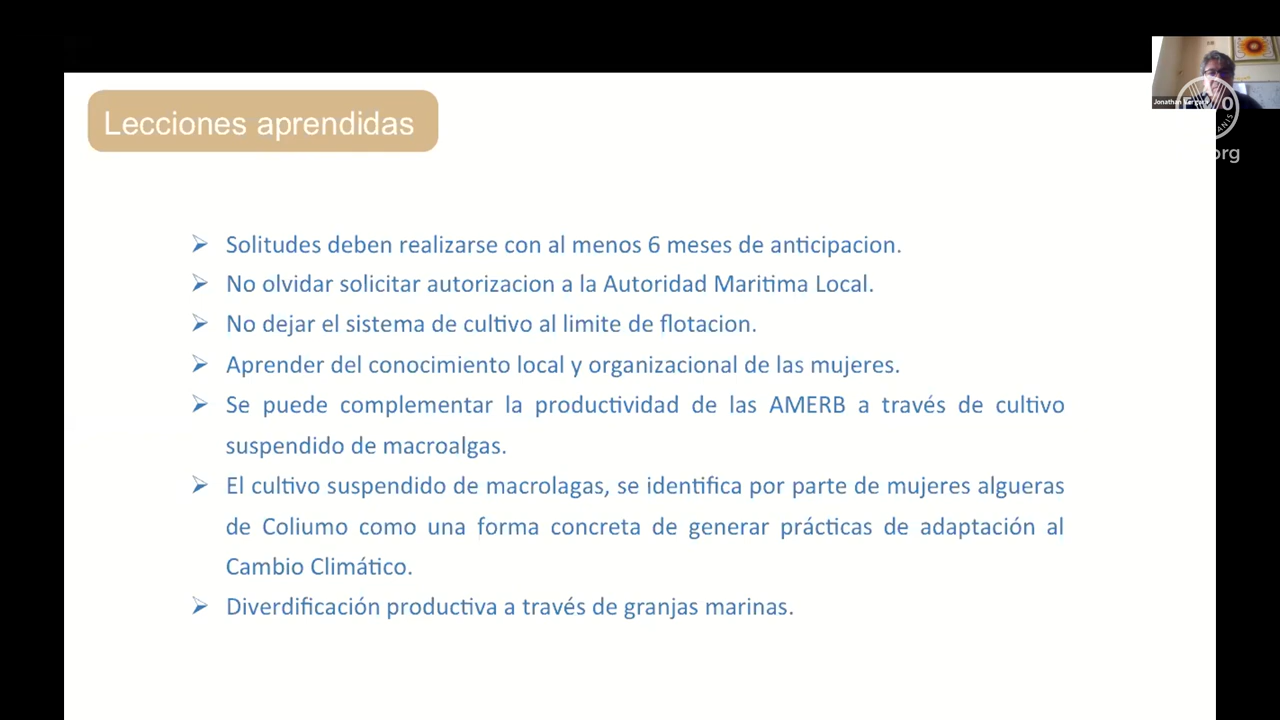 Lecciones aprendidas
Jonathan
org
Solitudes deben realizarse con al menos 6 meses de anticipacion.
No olvidar solicitar autorizacion a la Autoridad Maritima Local.
No dejar el sistema de cultivo al limite de flotacion.
Aprender del conocimiento local y organizacional de las mujeres.
Se puede complementar la productividad de las AMERB a través de cultivo
suspendido de macroalgas.
El cultivo suspendido de macrolagas, se identifica por parte de mujeres algueras
de Coliumo como una forma concreta de generar prácticas de adaptación al
Cambio Climático.
Diverdificación productiva a través de granjas marinas.